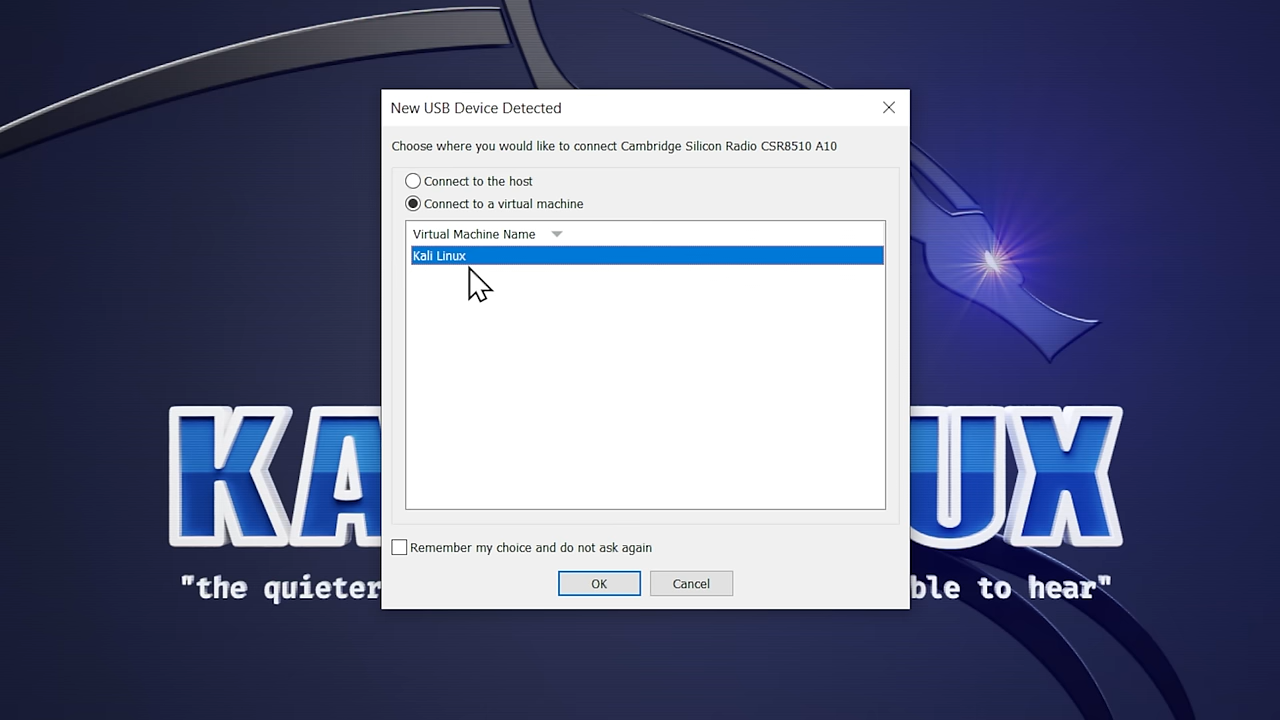 New USB Device Detected
Choose where you would like to connect Cambridge Silicon Radio CSR8510 A10
Connect to the host
Connect to a virtual machine
Virtual Machine Name
Kali Linux
Remember my choice and do not ask again
OK
Cancel
KA UX
"the quieter ble to hear"